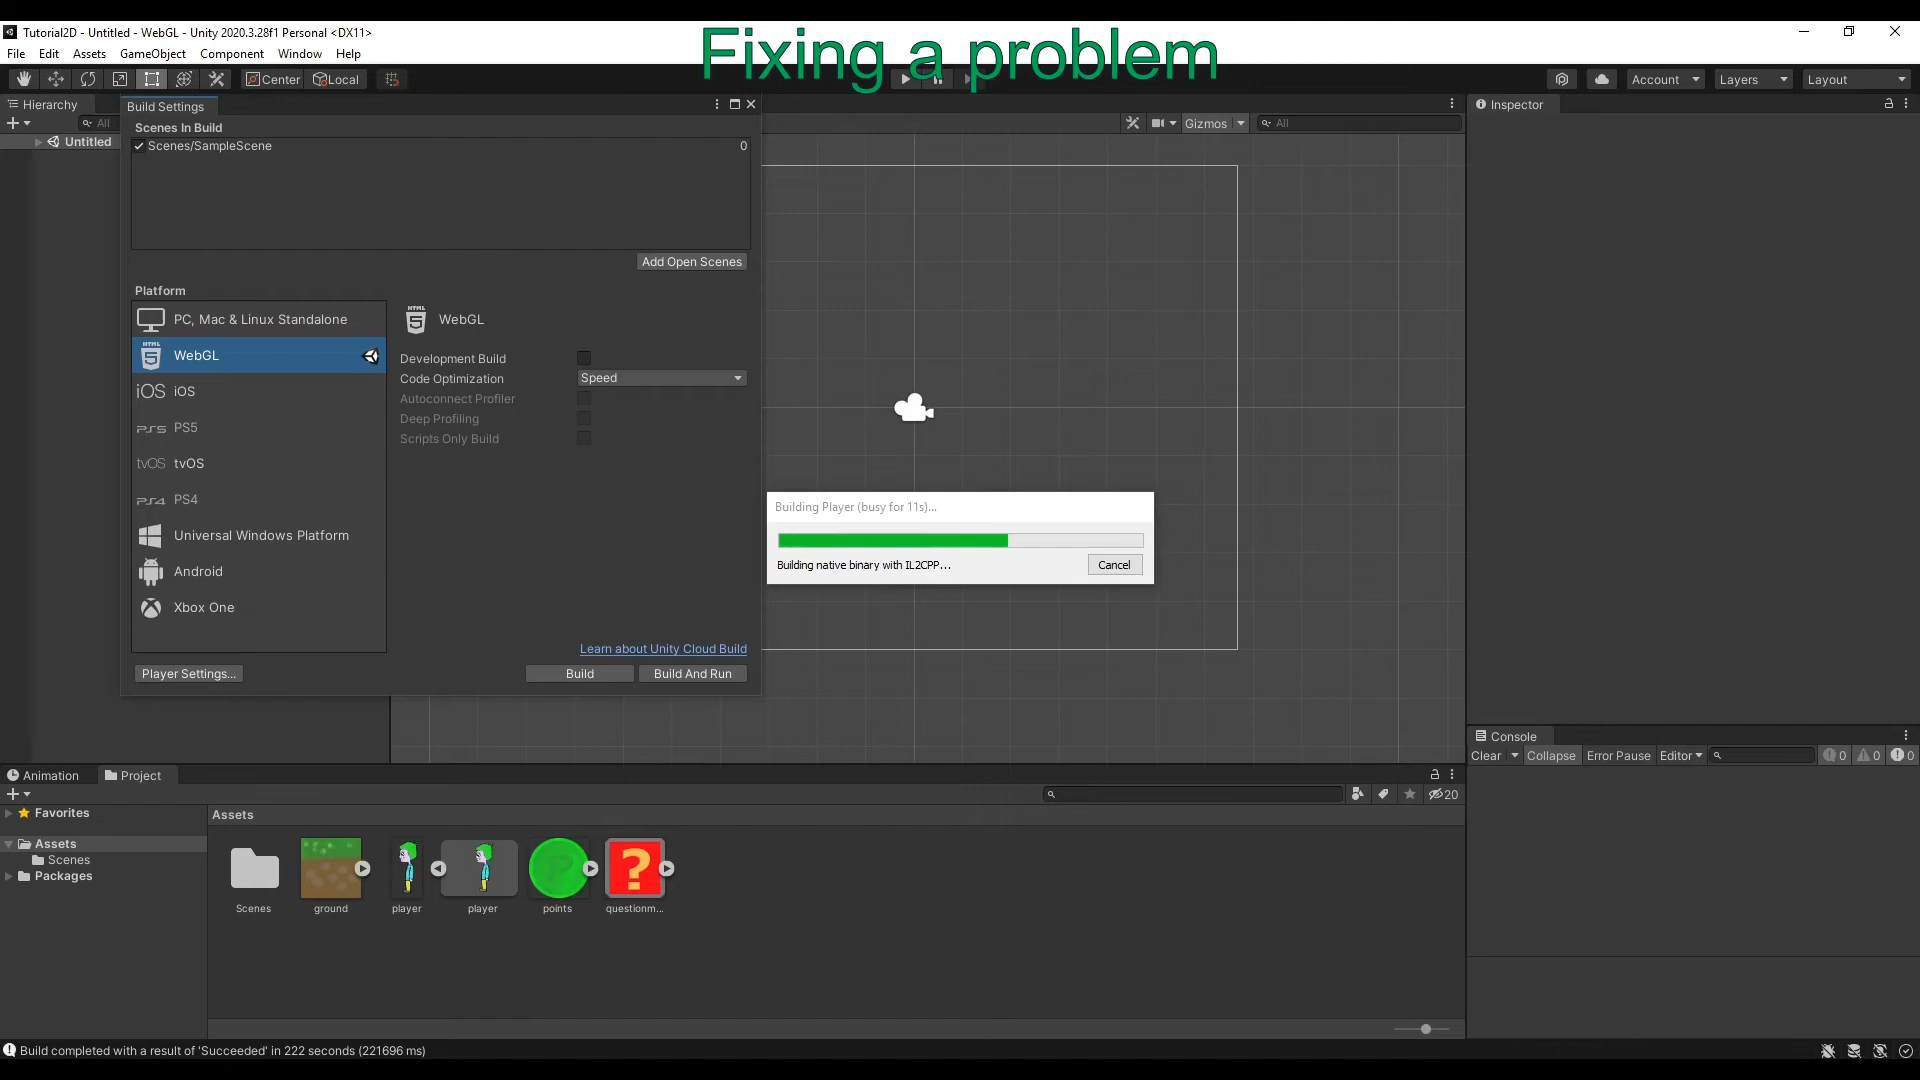 Tutorial2D - Untitled - WebGL - Unity 2020.3.28f1 Personal <DX11>
Fixing a problem
File Edit Assets GameObject Component Window Help
Center Local
Account Layers Layout
Hierarchy
Build Settings
Inspector
All
Scenes In Build
Gizmos All
Untitled
Scenes/SampleScene 0
Add Open Scenes
Platform
PC, Mac & Linux Standalone
HTML 5 WebGL
HTML 5 WebGL
iOS iOS
PS5 PS5
tvOS tvOS
PS4 PS4
Universal Windows Platform
Android
Xbox One
Development Build
Code Optimization Speed
Autoconnect Profiler
Deep Profiling
Scripts Only Build
Building Player (busy for 11s)...
Building native binary with IL2CPP...
Cancel
Learn about Unity Cloud Build
Player Settings... Build Build And Run
Console
Clear Collapse Error Pause Editor 0 0 0
Animation Project
20
Favorites
Assets
Scenes
Packages
Assets
?
Scenes ground player player points questionm...
Build completed with a result of 'Succeeded' in 222 seconds (221696 ms)